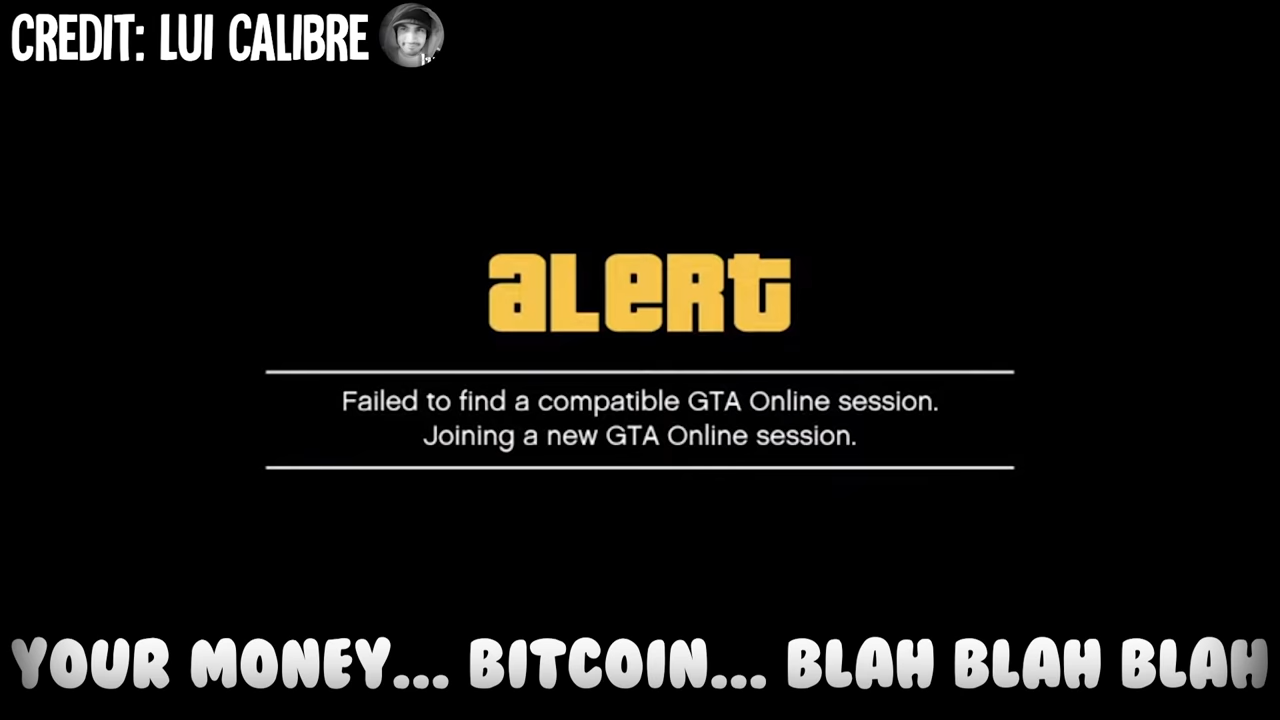 CREDIT: LUI CALIBRE
aLeRt
Failed to find a compatible GTA Online session.
Joining a new GTA Online session.
YOUR MONEY... BITCOIN... BLAH BLAH BLAH